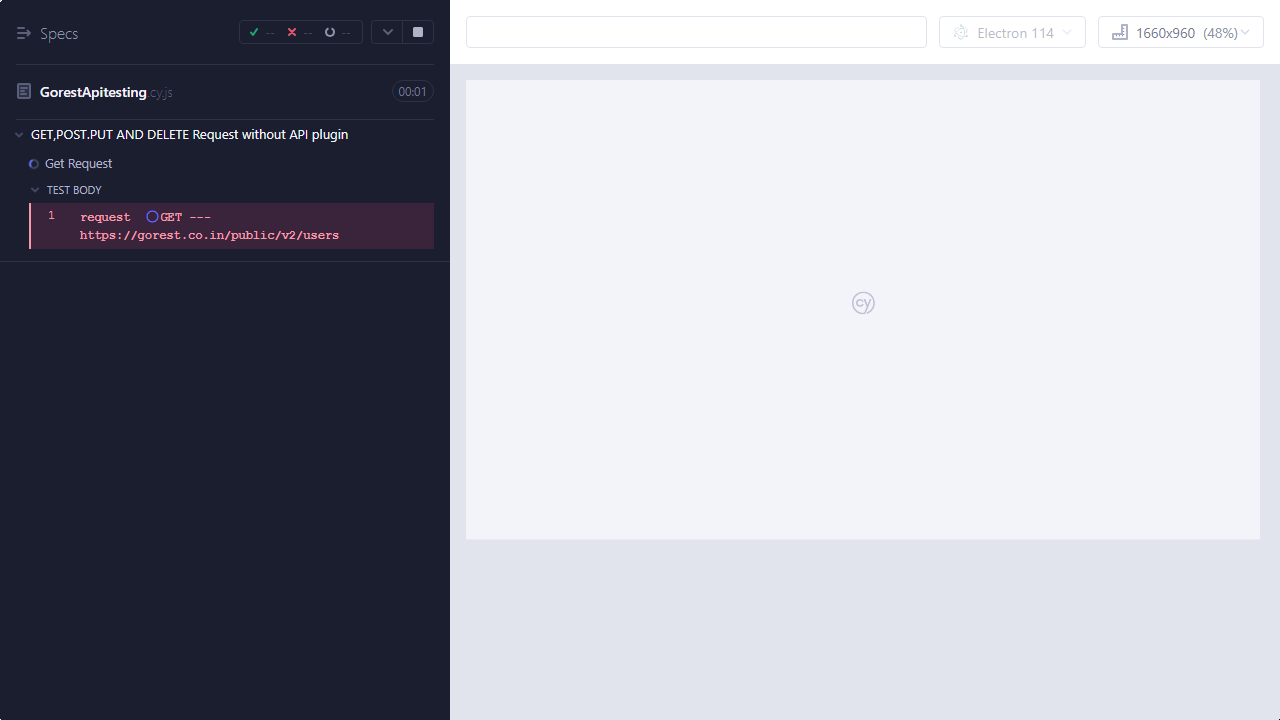 Specs
--
--
--
Electron 114
1660x960 (48%)
GorestApitesting.cy.js
00:01
GET,POST.PUT AND DELETE Request without API plugin
Get Request
TEST BODY
1 request GET ---
https://gorest.co.in/public/v2/users
cy